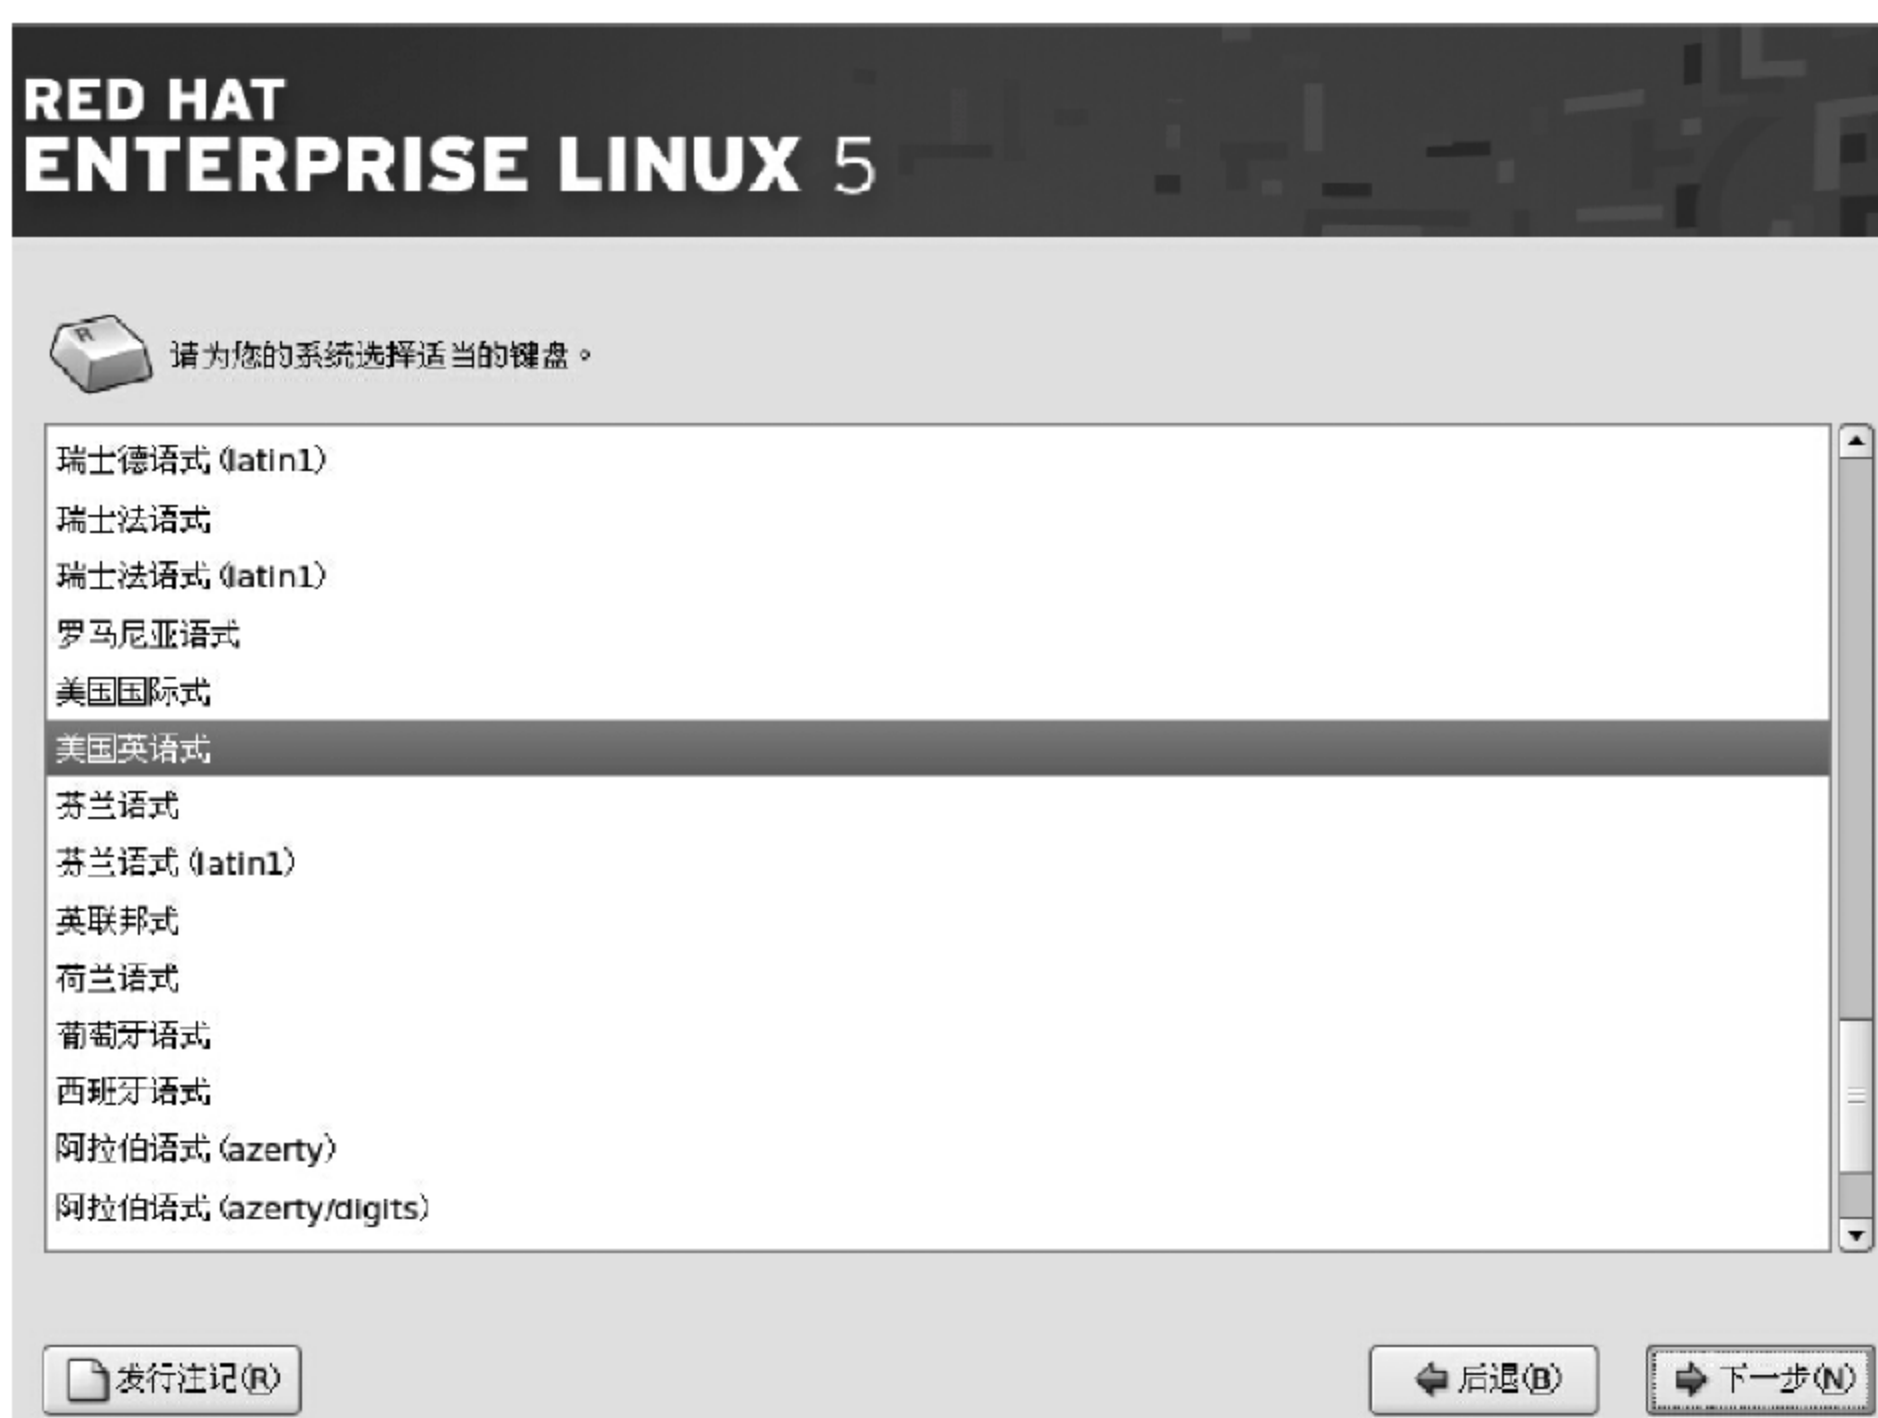 RED HAT
ENTERPRISE LINUX 5
R
请为您的系统选择适当的键盘。
瑞士德语式 (latin1)
瑞士法语式
瑞士法语式 (latin1)
罗马尼亚语式
美国国际式
美国英语式
芬兰语式
芬兰语式 (latin1)
英联邦式
荷兰语式
葡萄牙语式
西班牙语式
阿拉伯语式 (azerty)
阿拉伯语式 (azerty/digits)
发行注记(R) 后退(B) 下一步(N)